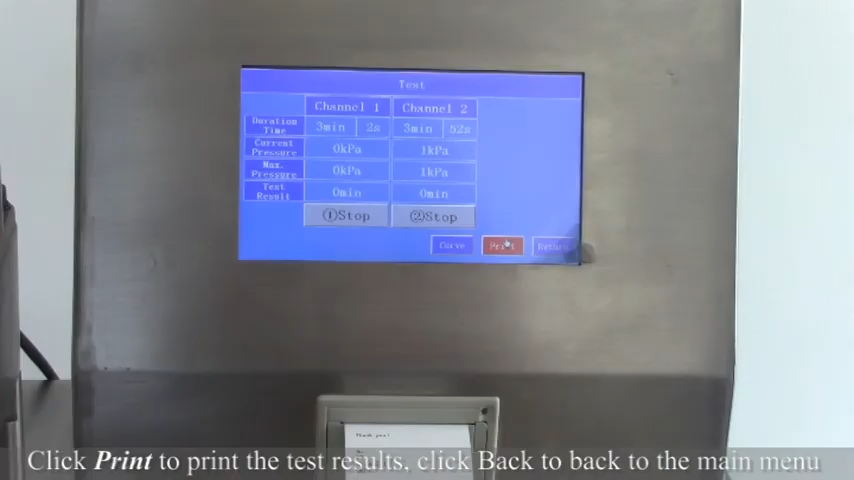 Test
Channel 1 Channel 2
Duration Time 3min 2s 3min 52s
Current Pressure 0kPa 1kPa
Max. Pressure 0kPa 1kPa
Test Result 0min 0min
①Stop ②Stop
Curve Print Return
Thank you!
Click Print to print the test results, click Back to back to the main menu